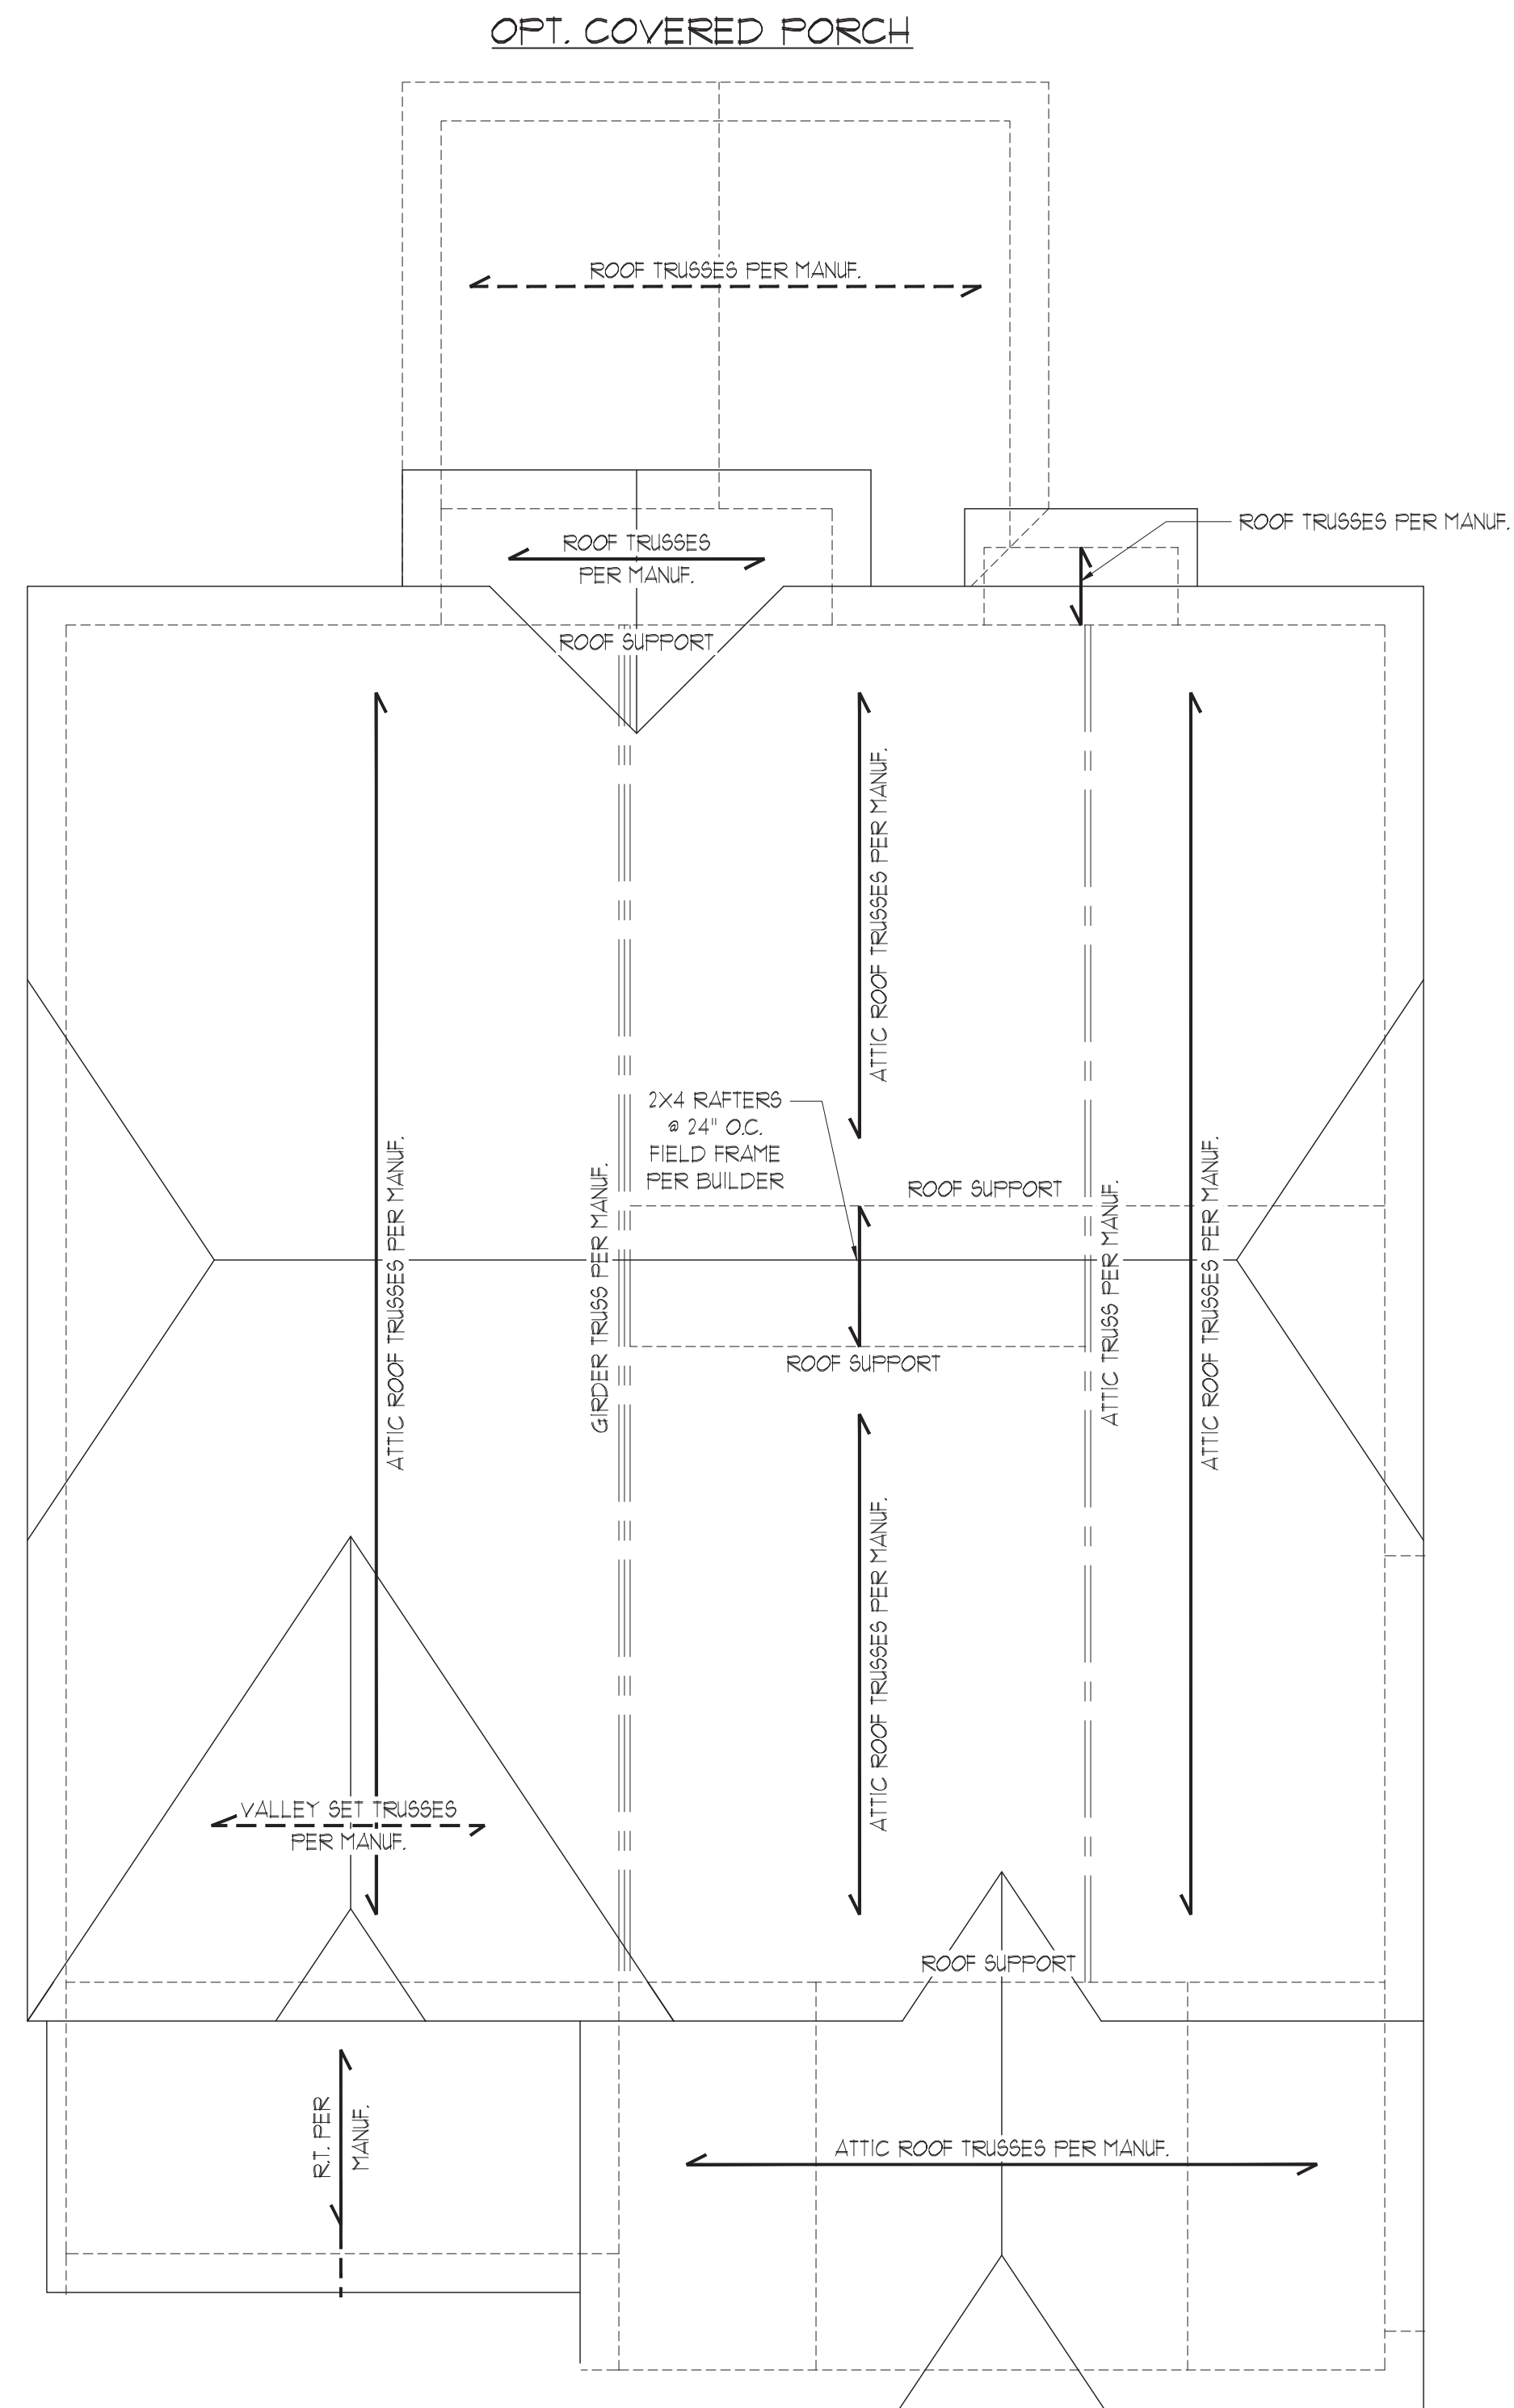 OPT. COVERED PORCH
ROOF TRUSSES PER MANUF.
ROOF TRUSSES PER MANUF.
ROOF TRUSSES
PER MANUF.
ROOF SUPPORT
ATTIC ROOF TRUSSES PER MANUF.
2X4 RAFTERS
@ 24" O.C.
FIELD FRAME
PER BUILDER
ROOF SUPPORT
ATTIC ROOF TRUSSES PER MANUF.
GIRDER TRUSS PER MANUF.
ATTIC TRUSS PER MANUF.
ATTIC ROOF TRUSSES PER MANUF.
ROOF SUPPORT
ATTIC ROOF TRUSSES PER MANUF.
VALLEY SET TRUSSES
PER MANUF.
ROOF SUPPORT
R.T. PER
MANUF.
ATTIC ROOF TRUSSES PER MANUF.